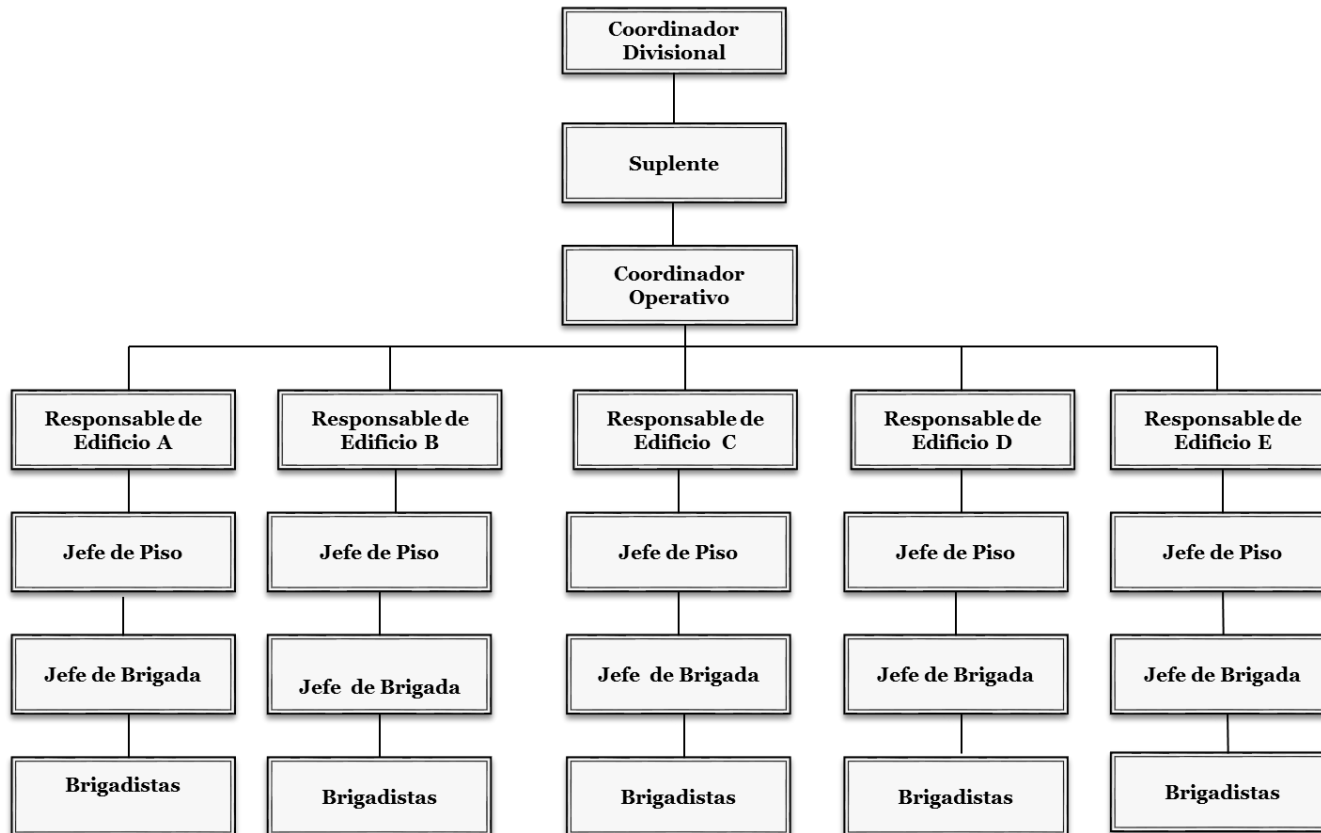 Coordinador
Divisional
Suplente
Coordinador
Operativo
Responsable de
Edificio A
Responsable de
Edificio B
Responsable de
Edificio C
Responsable de
Edificio D
Responsable de
Edificio E
Jefe de Piso
Jefe de Piso
Jefe de Piso
Jefe de Piso
Jefe de Piso
Jefe de Brigada
Jefe de Brigada
Jefe de Brigada
Jefe de Brigada
Jefe de Brigada
Brigadistas
Brigadistas
Brigadistas
Brigadistas
Brigadistas